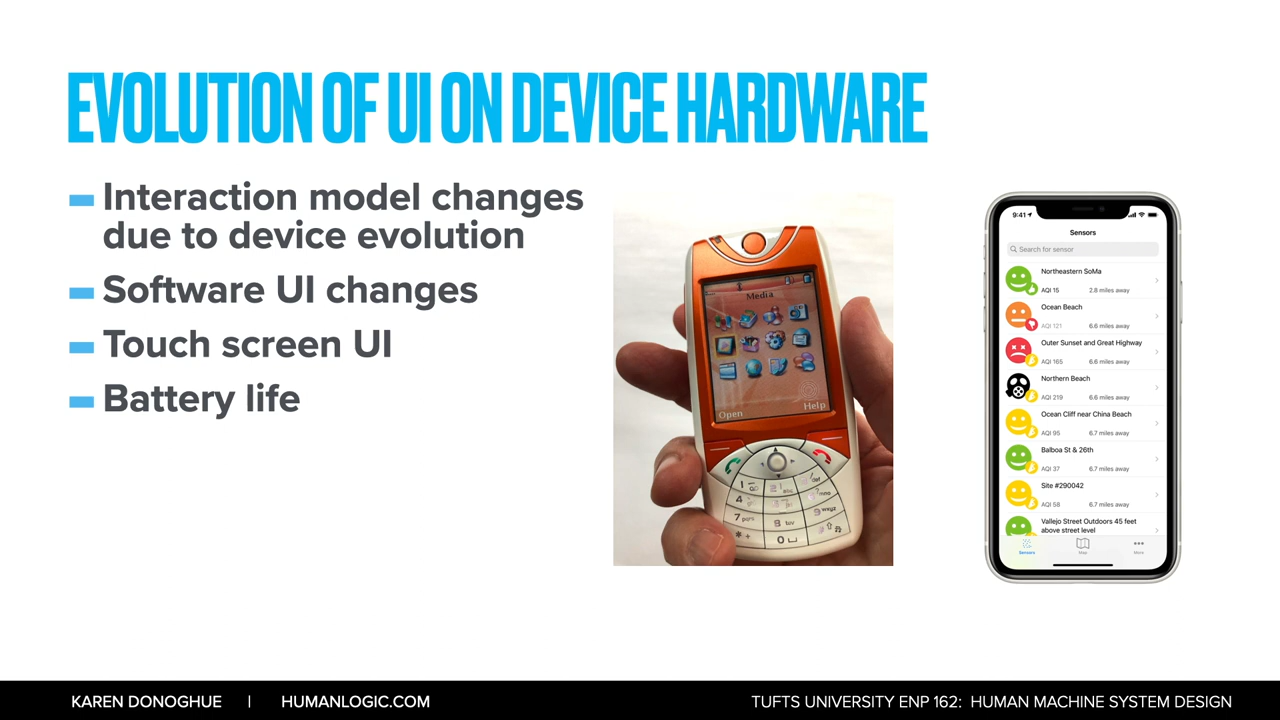 EVOLUTION OF UI ON DEVICE HARDWARE
Interaction model changes
due to device evolution
Software UI changes
Touch screen UI
Battery life
Media
Open
Help
9:41
Sensors
Search for sensor
Northeastern SoMa
AQI 15 2.8 miles away
Ocean Beach
AQI 121 6.6 miles away
Outer Sunset and Great Highway
AQI 165 6.6 miles away
Northern Beach
AQI 219 6.6 miles away
Ocean Cliff near China Beach
AQI 95 6.7 miles away
Balboa St & 26th
AQI 37 6.7 miles away
Site #290042
AQI 58 6.7 miles away
Vallejo Street Outdoors 45 feet
above street level
Sensors
More
KAREN DONOGHUE | HUMANLOGIC.COM
TUFTS UNIVERSITY ENP 162: HUMAN MACHINE SYSTEM DESIGN